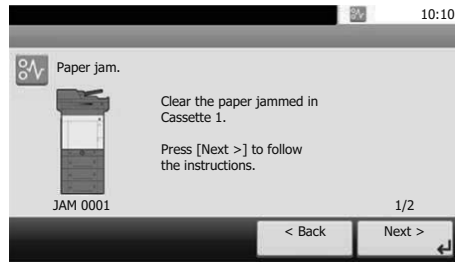 10:10
Paper jam.
Clear the paper jammed in
Cassette 1.
Press [Next >] to follow
the instructions.
JAM 0001
1/2
< Back
Next >